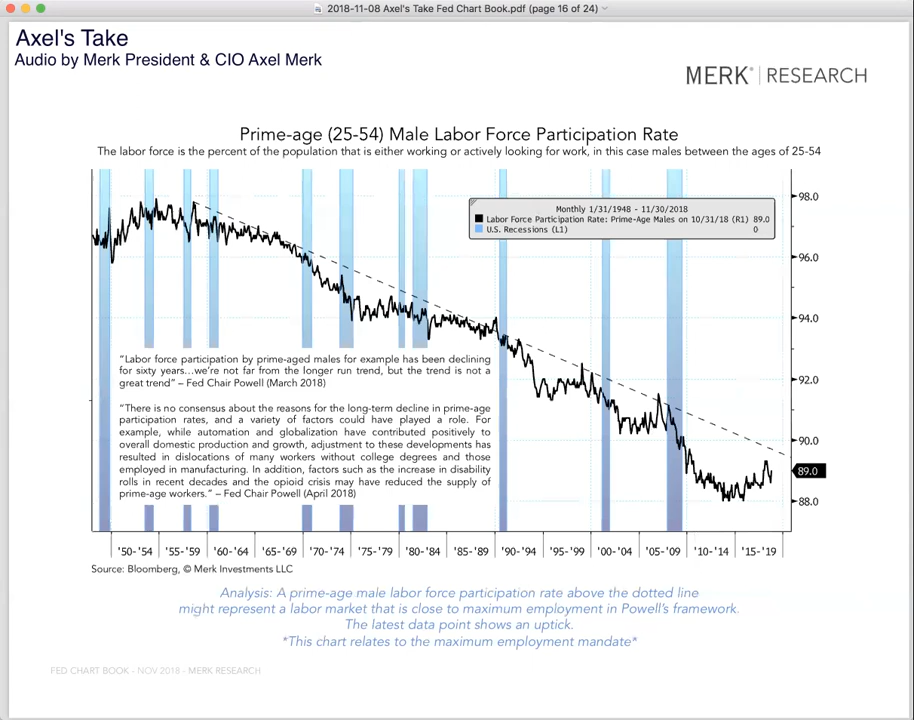 2018-11-08 Axel's Take Fed Chart Book.pdf (page 16 of 24)
Axel's Take
Audio by Merk President & CIO Axel Merk
MERK® | RESEARCH
Prime-age (25-54) Male Labor Force Participation Rate
The labor force is the percent of the population that is either working or actively looking for work, in this case males between the ages of 25-54
Monthly 1/31/1948 - 11/30/2018
Labor Force Participation Rate: Prime-Age Males on 10/31/18 (R1) 89.0
U.S. Recessions (L1) 0
98.0
96.0
94.0
92.0
90.0
89.0
88.0
"Labor force participation by prime-aged males for example has been declining
for sixty years...we're not far from the longer run trend, but the trend is not a
great trend" – Fed Chair Powell (March 2018)
"There is no consensus about the reasons for the long-term decline in prime-age
participation rates, and a variety of factors could have played a role. For
example, while automation and globalization have contributed positively to
overall domestic production and growth, adjustment to these developments has
resulted in dislocations of many workers without college degrees and those
employed in manufacturing. In addition, factors such as the increase in disability
rolls in recent decades and the opioid crisis may have reduced the supply of
prime-age workers." – Fed Chair Powell (April 2018)
'50-'54 '55-'59 '60-'64 '65-'69 '70-'74 '75-'79 '80-'84 '85-'89 '90-'94 '95-'99 '00-'04 '05-'09 '10-'14 '15-'19
Source: Bloomberg, © Merk Investments LLC
Analysis: A prime-age male labor force participation rate above the dotted line
might represent a labor market that is close to maximum employment in Powell's framework.
The latest data point shows an uptick.
*This chart relates to the maximum employment mandate*
FED CHART BOOK - NOV 2018 - MERK RESEARCH